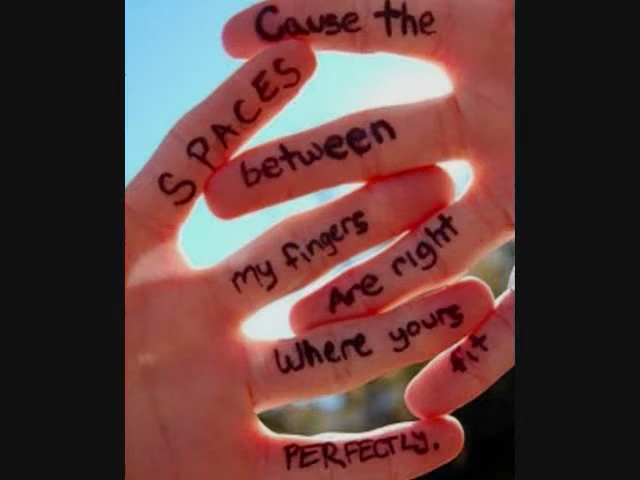 Cause the
SPACES
between
my fingers
Are right
Where yours
fit
PERFECTLY.